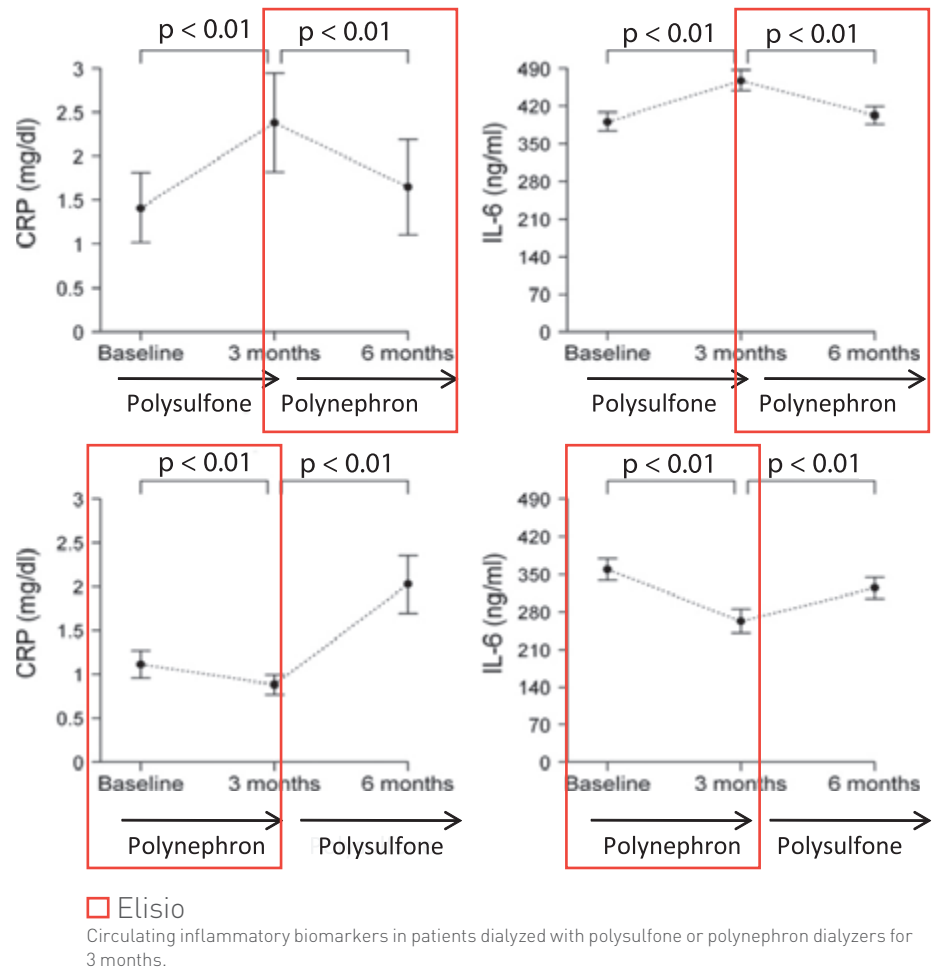 p < 0.01 p < 0.01
CRP (mg/dl)
3
2.5
2
1.5
1
0.5
0
Baseline 3 months 6 months
Polysulfone Polynephron
p < 0.01 p < 0.01
IL-6 (ng/ml)
490
420
350
280
210
140
70
0
Baseline 3 months 6 months
Polysulfone Polynephron
p < 0.01 p < 0.01
CRP (mg/dl)
3
2.5
2
1.5
1
0.5
0
Baseline 3 months 6 months
Polynephron Polysulfone
p < 0.01 p < 0.01
IL-6 (ng/ml)
490
420
350
280
210
140
70
0
Baseline 3 months 6 months
Polynephron Polysulfone
Elisio
Circulating inflammatory biomarkers in patients dialyzed with polysulfone or polynephron dialyzers for
3 months.